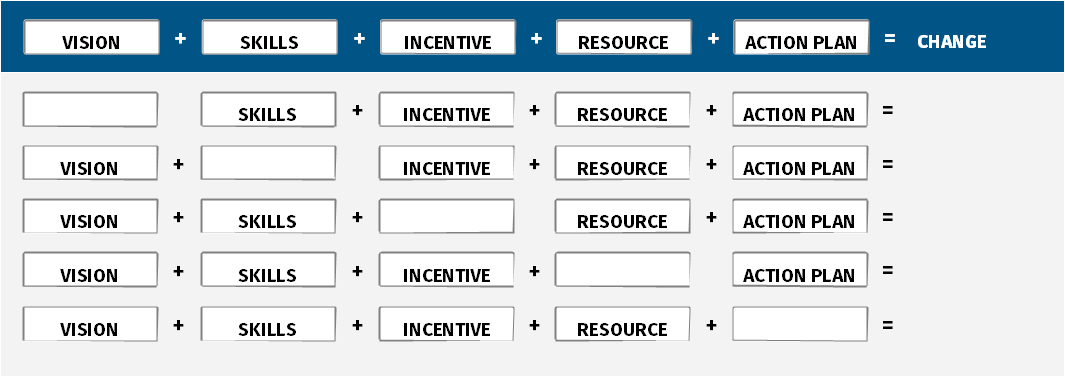 VISION + SKILLS + INCENTIVE + RESOURCE + ACTION PLAN = CHANGE
SKILLS + INCENTIVE + RESOURCE + ACTION PLAN =
VISION + INCENTIVE + RESOURCE + ACTION PLAN =
VISION + SKILLS + RESOURCE + ACTION PLAN =
VISION + SKILLS + INCENTIVE + ACTION PLAN =
VISION + SKILLS + INCENTIVE + RESOURCE + =